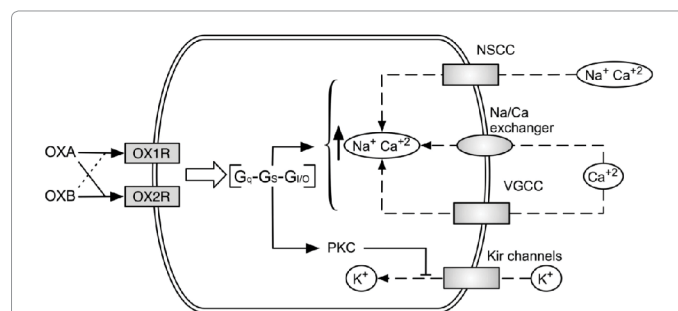 NSCC
Na⁺ Ca⁺²
Na/Ca
exchanger
OXA
OX1R
[Gq-GS-GI/O]
Na⁺ Ca⁺²
Ca⁺²
OXB
OX2R
VGCC
PKC
Kir channels
K⁺
K⁺